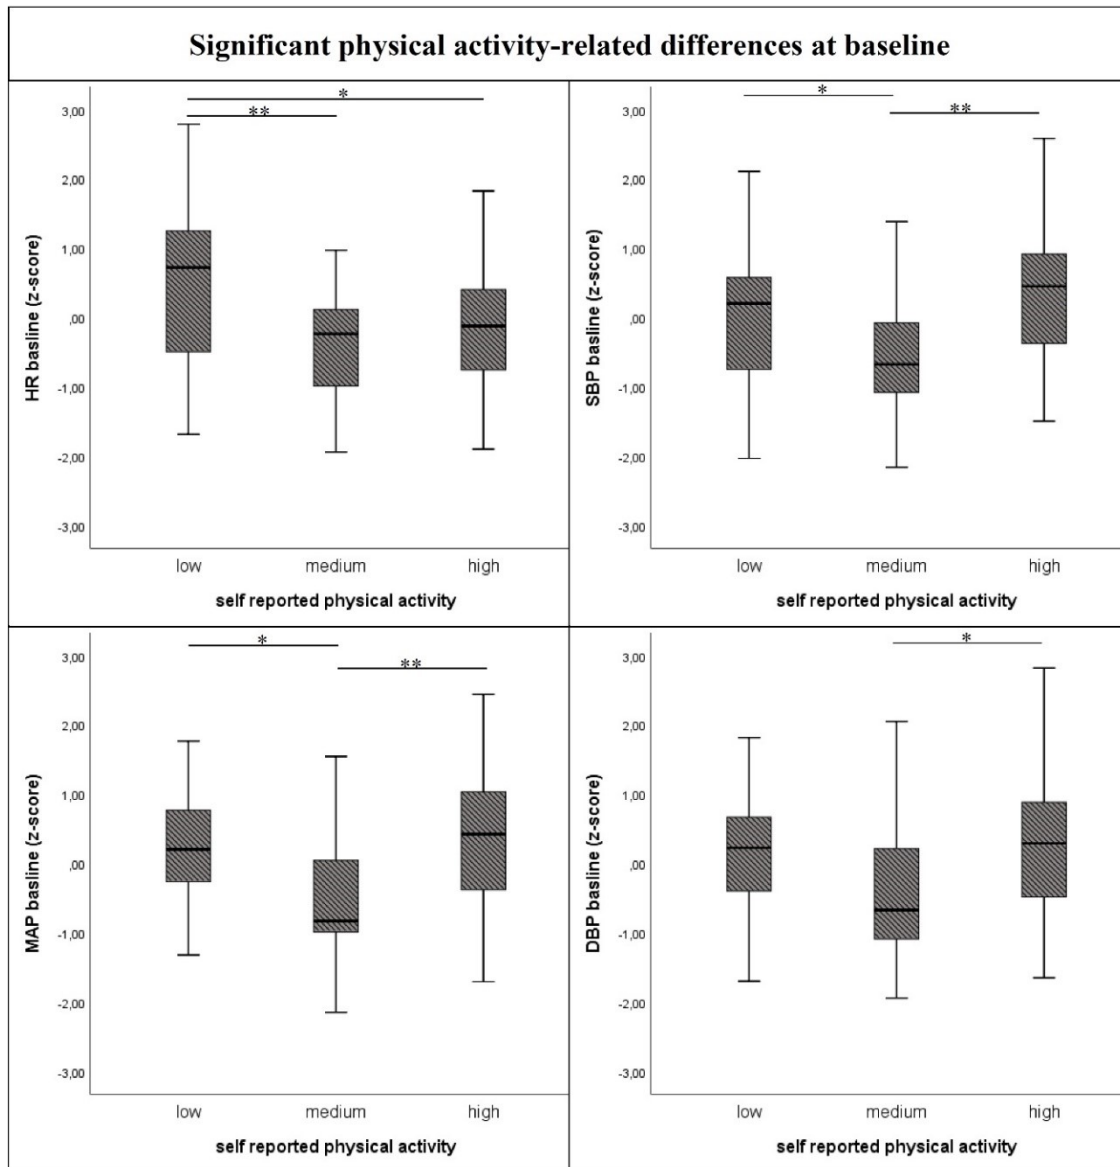 Significant physical activity-related differences at baseline
*
**
3,00
2,00
1,00
,00
-1,00
-2,00
-3,00
HR basline (z-score)
low medium high
self reported physical activity
*
**
3,00
2,00
1,00
,00
-1,00
-2,00
-3,00
SBP basline (z-score)
low medium high
self reported physical activity
*
**
3,00
2,00
1,00
,00
-1,00
-2,00
-3,00
MAP basline (z-score)
low medium high
self reported physical activity
*
3,00
2,00
1,00
,00
-1,00
-2,00
-3,00
DBP basline (z-score)
low medium high
self reported physical activity